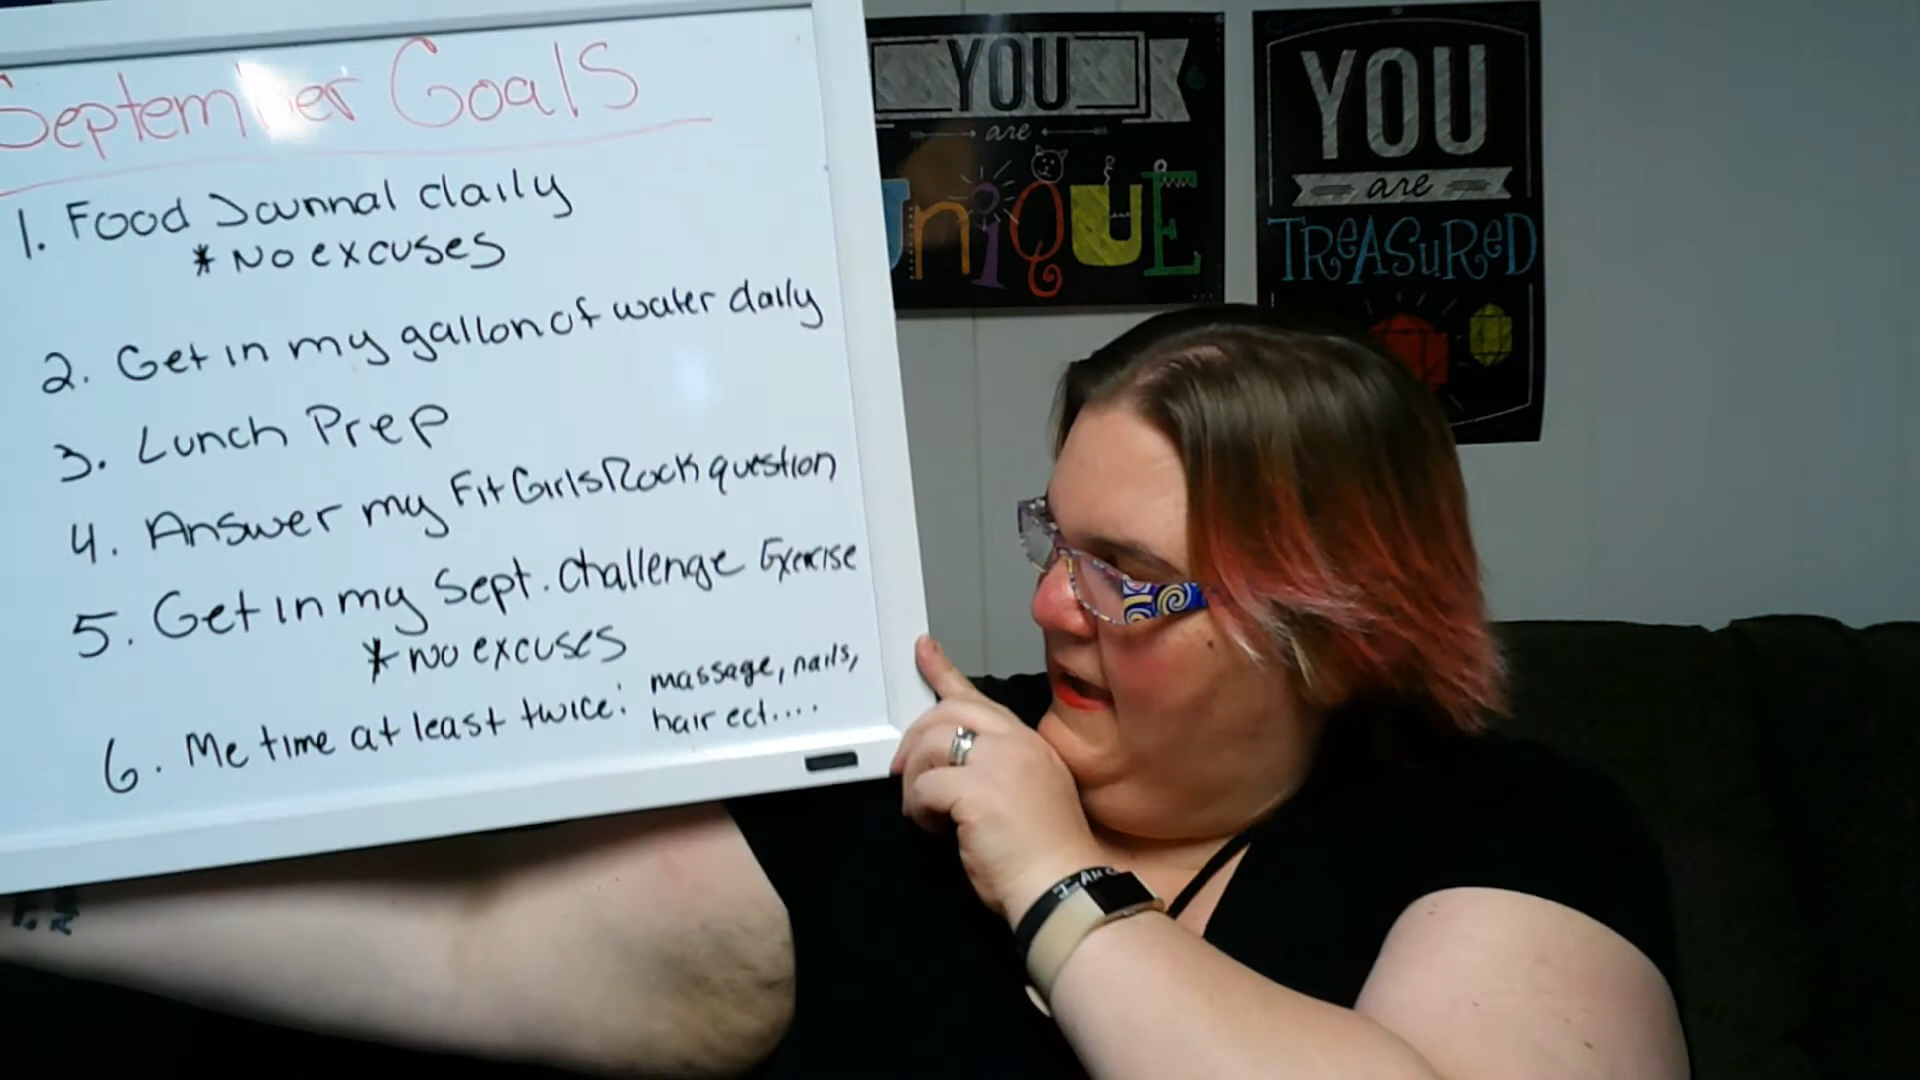 September Goals
1. Food Journal daily
* No excuses
2. Get in my gallon of water daily
3. Lunch Prep
4. Answer my FitGirlsRock question
5. Get in my Sept. Challenge Exercise
* No excuses
6. Me time at least twice: massage, nails,
hair ect....
YOU
are
UNiQUE
YOU
are
TReASuReD